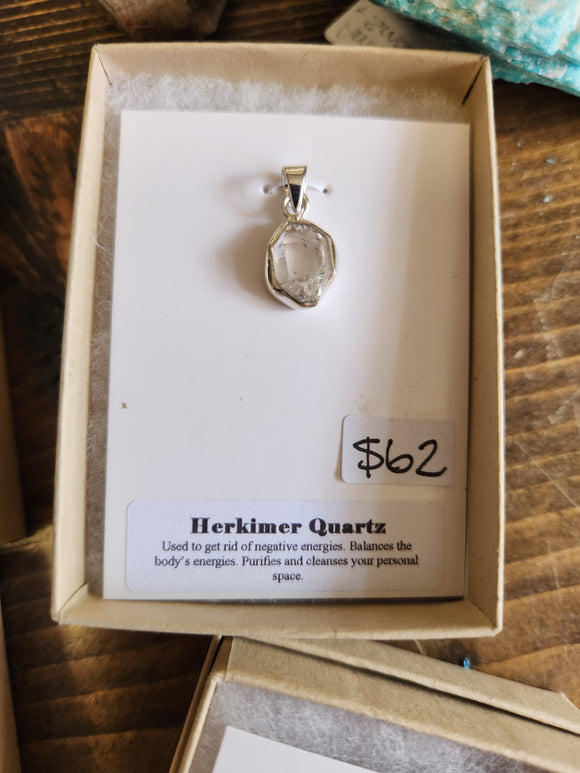 $62
Herkimer Quartz
Used to get rid of negative energies. Balances the
body's energies. Purifies and cleanses your personal
space.